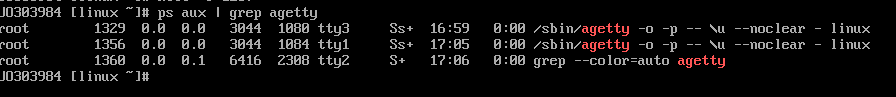 JO303984 [linux ~]# ps aux | grep agetty
root 1329 0.0 0.0 3044 1080 tty3 Ss+ 16:59 0:00 /sbin/agetty -o -p -- \u --noclear - linux
root 1356 0.0 0.0 3044 1084 tty1 Ss+ 17:05 0:00 /sbin/agetty -o -p -- \u --noclear - linux
root 1360 0.0 0.1 6416 2308 tty2 S+ 17:06 0:00 grep --color=auto agetty
JO303984 [linux ~]#